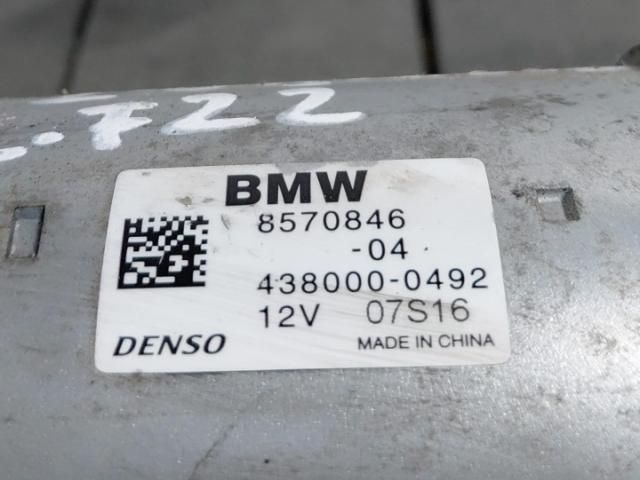 F22
BMW
8570846
-04
438000-0492
12V 07S16
DENSO MADE IN CHINA